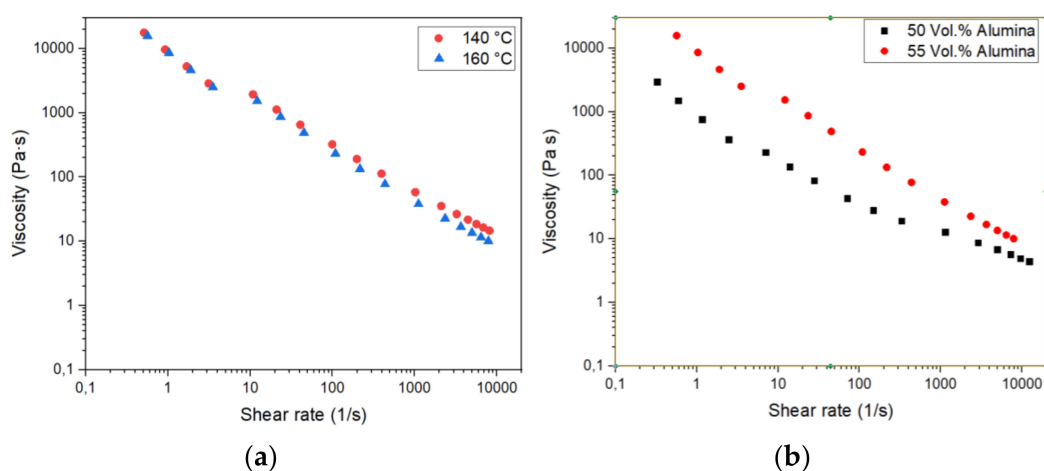 10000
1000
100
10
1
0,1
Viscosity (Pa·s)
140 °C
160 °C
0,1 1 10 100 1000 10000
Shear rate (1/s)
(a)
10000
1000
100
10
1
0,1
Viscosity (Pa s)
50 Vol.% Alumina
55 Vol.% Alumina
0,1 1 10 100 1000 10000
Shear rate (1/s)
(b)